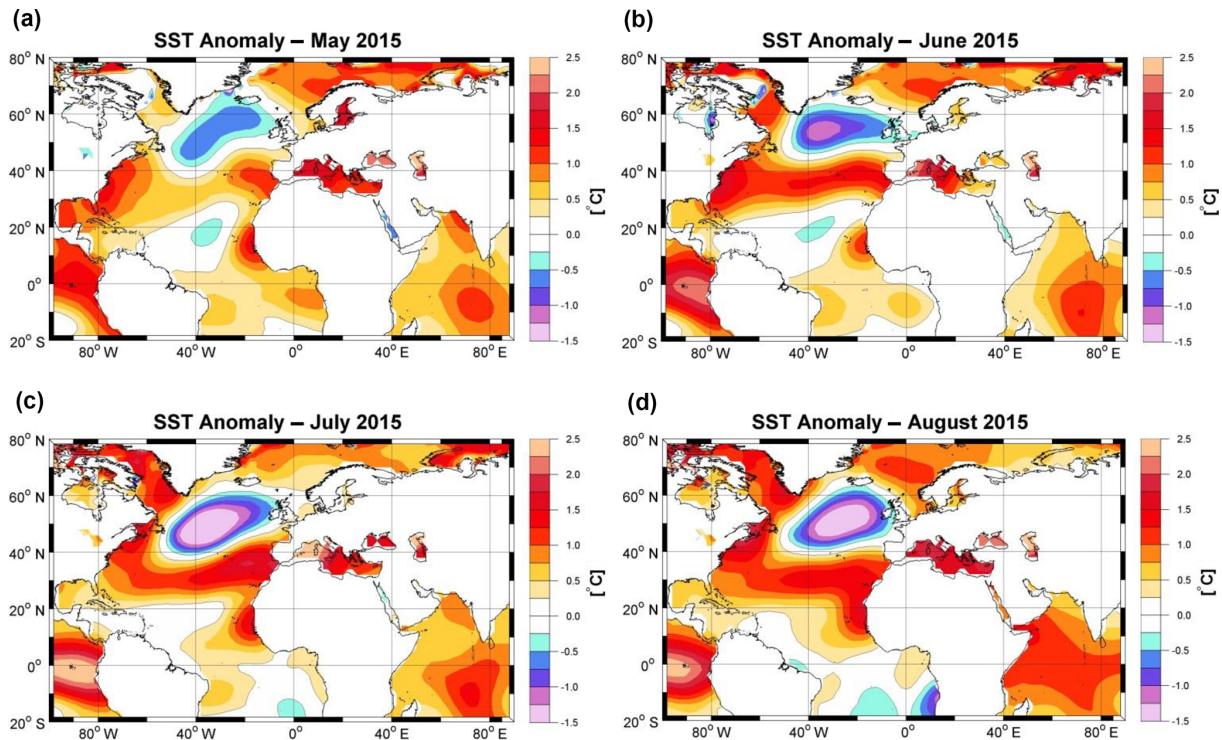 (a)
SST Anomaly – May 2015
80° N
60° N
40° N
20° N
0°
20° S
80° W
40° W
0°
40° E
80° E
2.5
2.0
1.5
1.0
0.5
0.0
-0.5
-1.0
-1.5
[°C]
(b)
SST Anomaly – June 2015
80° N
60° N
40° N
20° N
0°
20° S
80° W
40° W
0°
40° E
80° E
2.5
2.0
1.5
1.0
0.5
0.0
-0.5
-1.0
-1.5
[°C]
(c)
SST Anomaly – July 2015
80° N
60° N
40° N
20° N
0°
20° S
80° W
40° W
0°
40° E
80° E
2.5
2.0
1.5
1.0
0.5
0.0
-0.5
-1.0
-1.5
[°C]
(d)
SST Anomaly – August 2015
80° N
60° N
40° N
20° N
0°
20° S
80° W
40° W
0°
40° E
80° E
2.5
2.0
1.5
1.0
0.5
0.0
-0.5
-1.0
-1.5
[°C]